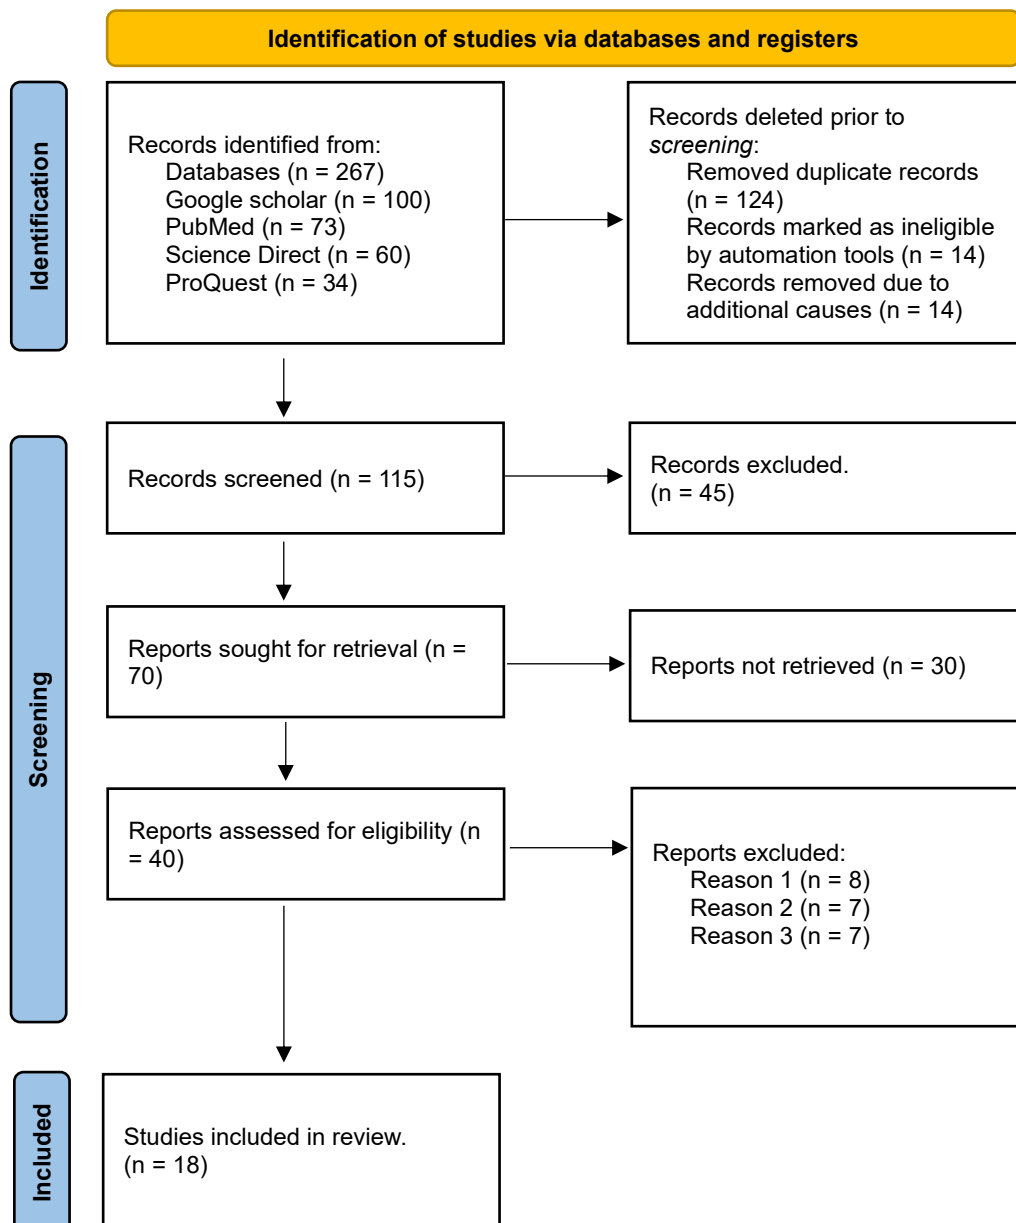 Identification of studies via databases and registers
Identification
Records identified from:
Databases (n = 267)
Google scholar (n = 100)
PubMed (n = 73)
Science Direct (n = 60)
ProQuest (n = 34)
Records deleted prior to
screening:
Removed duplicate records
(n = 124)
Records marked as ineligible
by automation tools (n = 14)
Records removed due to
additional causes (n = 14)
Screening
Records screened (n = 115)
Records excluded.
(n = 45)
Reports sought for retrieval (n =
70)
Reports not retrieved (n = 30)
Reports assessed for eligibility (n
= 40)
Reports excluded:
Reason 1 (n = 8)
Reason 2 (n = 7)
Reason 3 (n = 7)
Included
Studies included in review.
(n = 18)